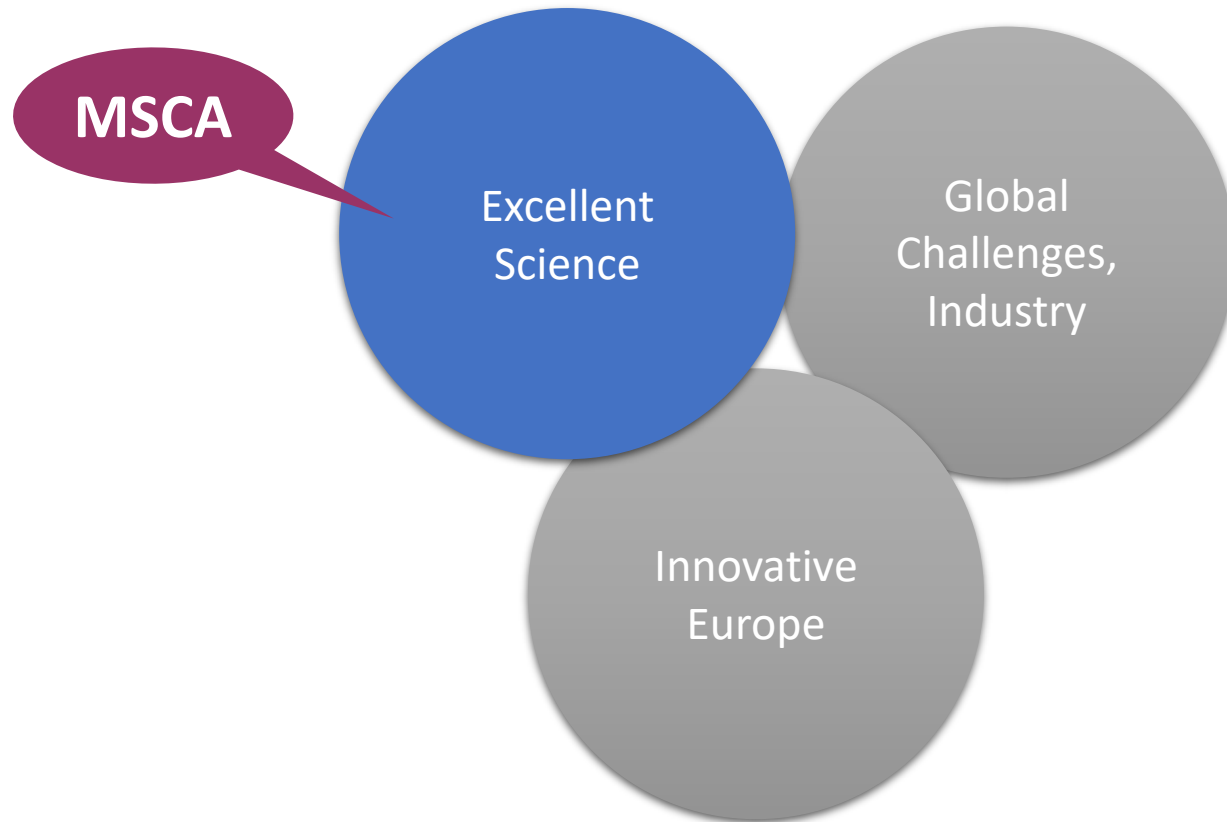 MSCA
Excellent
Science
Global
Challenges,
Industry
Innovative
Europe